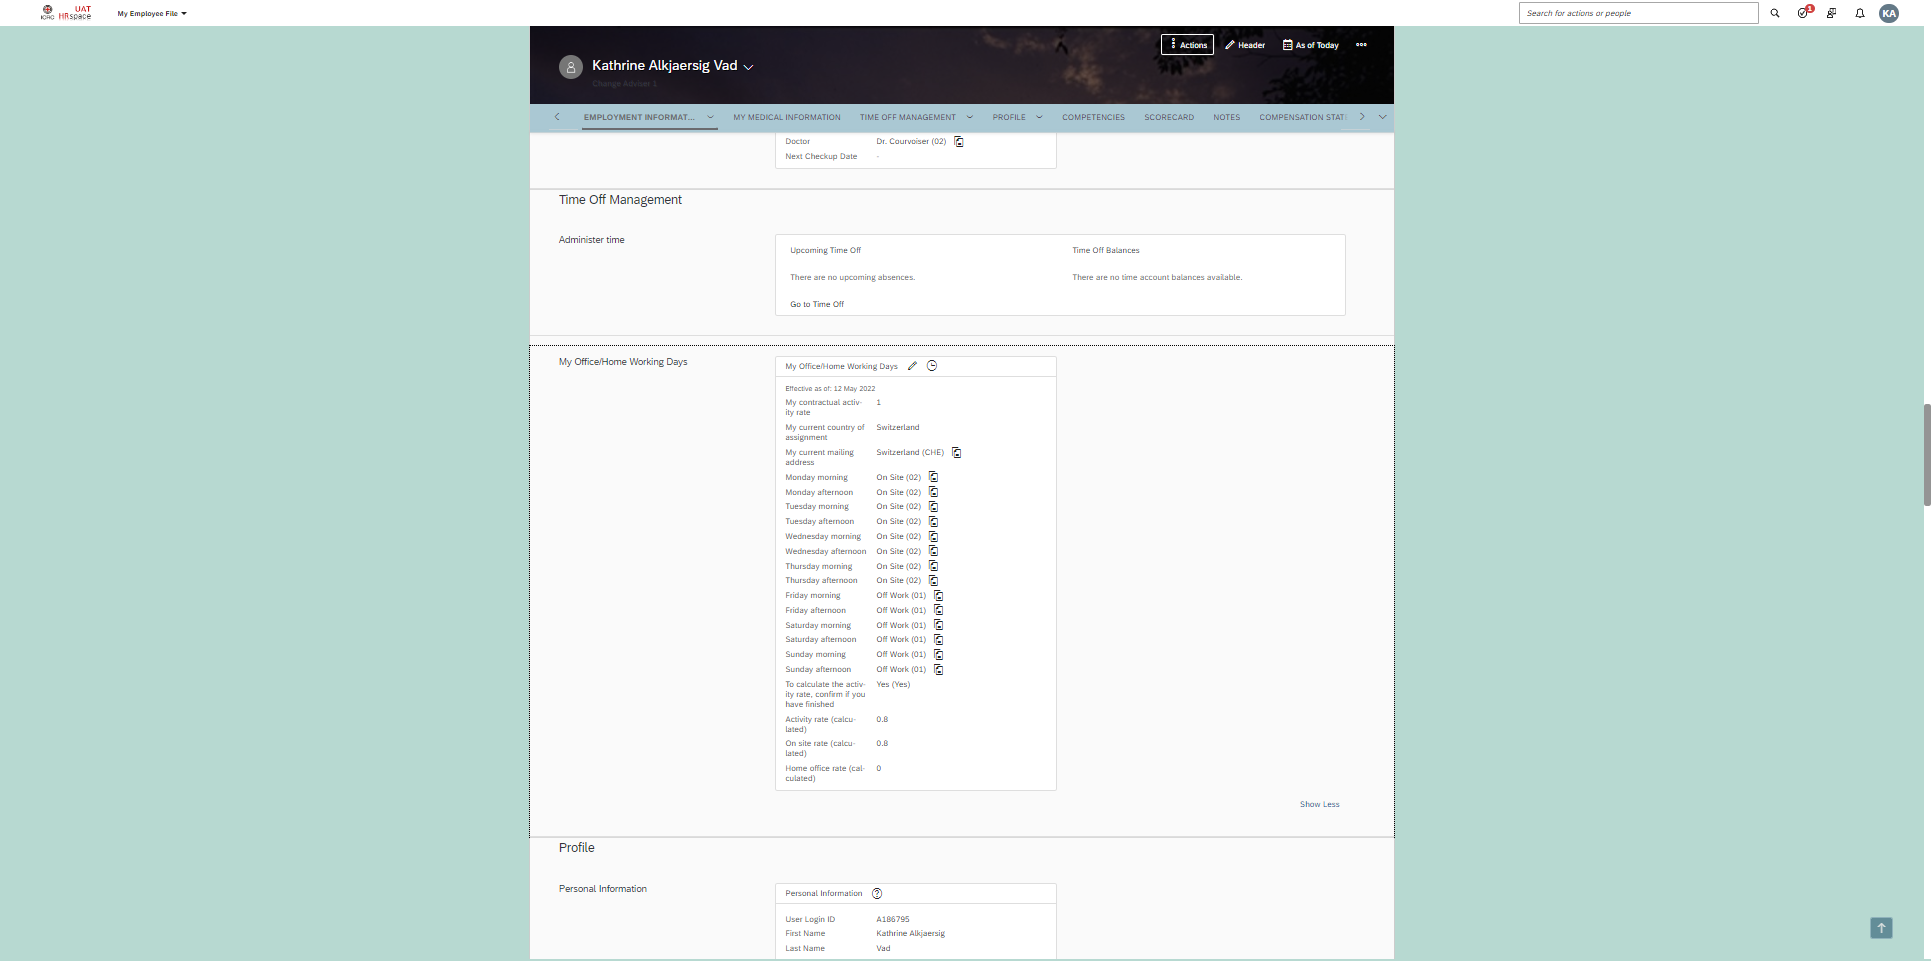 ICRC
UAT
HRspace
My Employee File
Search for actions or people
1
KA
Actions
Header
As of Today
Kathrine Alkjaersig Vad
Change Adviser 1
EMPLOYMENT INFORMAT...
MY MEDICAL INFORMATION
TIME OFF MANAGEMENT
PROFILE
COMPETENCIES
SCORECARD
NOTES
COMPENSATION STAT
Doctor Dr. Courvoiser (02)
Next Checkup Date -
Time Off Management
Administer time
Upcoming Time Off
There are no upcoming absences.
Go to Time Off
Time Off Balances
There are no time account balances available.
My Office/Home Working Days
My Office/Home Working Days
Effective as of: 12 May 2022
My contractual activ- 1
ity rate
My current country of Switzerland
assignment
My current mailing Switzerland (CHE)
address
Monday morning On Site (02)
Monday afternoon On Site (02)
Tuesday morning On Site (02)
Tuesday afternoon On Site (02)
Wednesday morning On Site (02)
Wednesday afternoon On Site (02)
Thursday morning On Site (02)
Thursday afternoon On Site (02)
Friday morning Off Work (01)
Friday afternoon Off Work (01)
Saturday morning Off Work (01)
Saturday afternoon Off Work (01)
Sunday morning Off Work (01)
Sunday afternoon Off Work (01)
To calculate the activ- Yes (Yes)
ity rate, confirm if you
have finished
Activity rate (calcu- 0.8
lated)
On site rate (calcu- 0.8
lated)
Home office rate (cal- 0
culated)
Show Less
Profile
Personal Information
Personal Information
User Login ID A186795
First Name Kathrine Alkjaersig
Last Name Vad